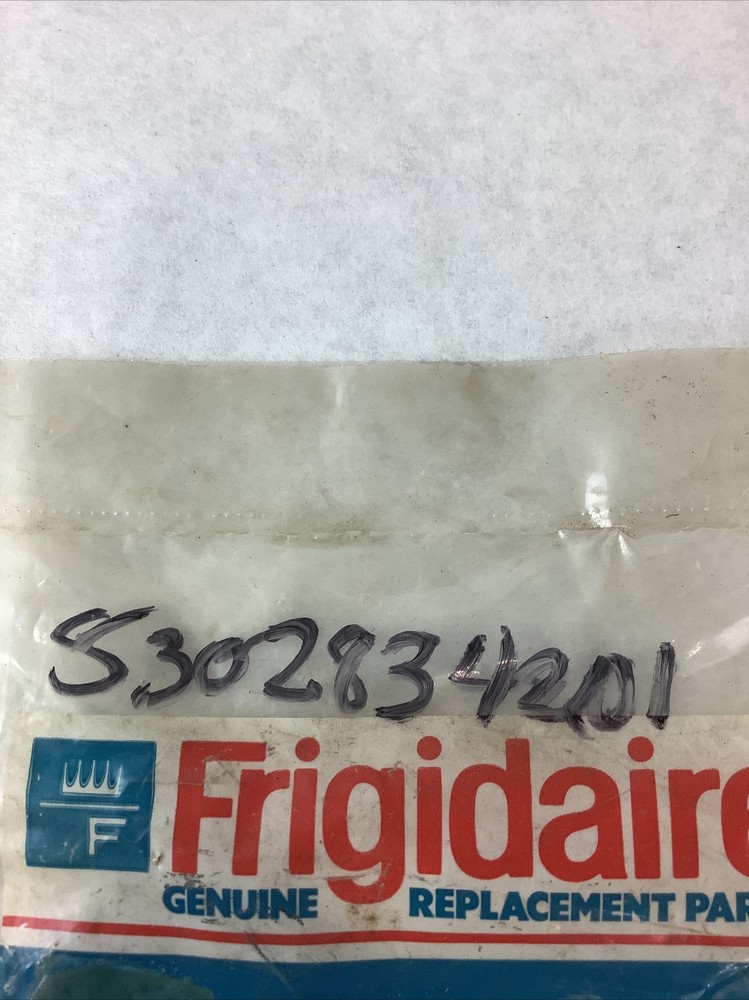 5302834201
F
Frigidaire
GENUINE REPLACEMENT PAR